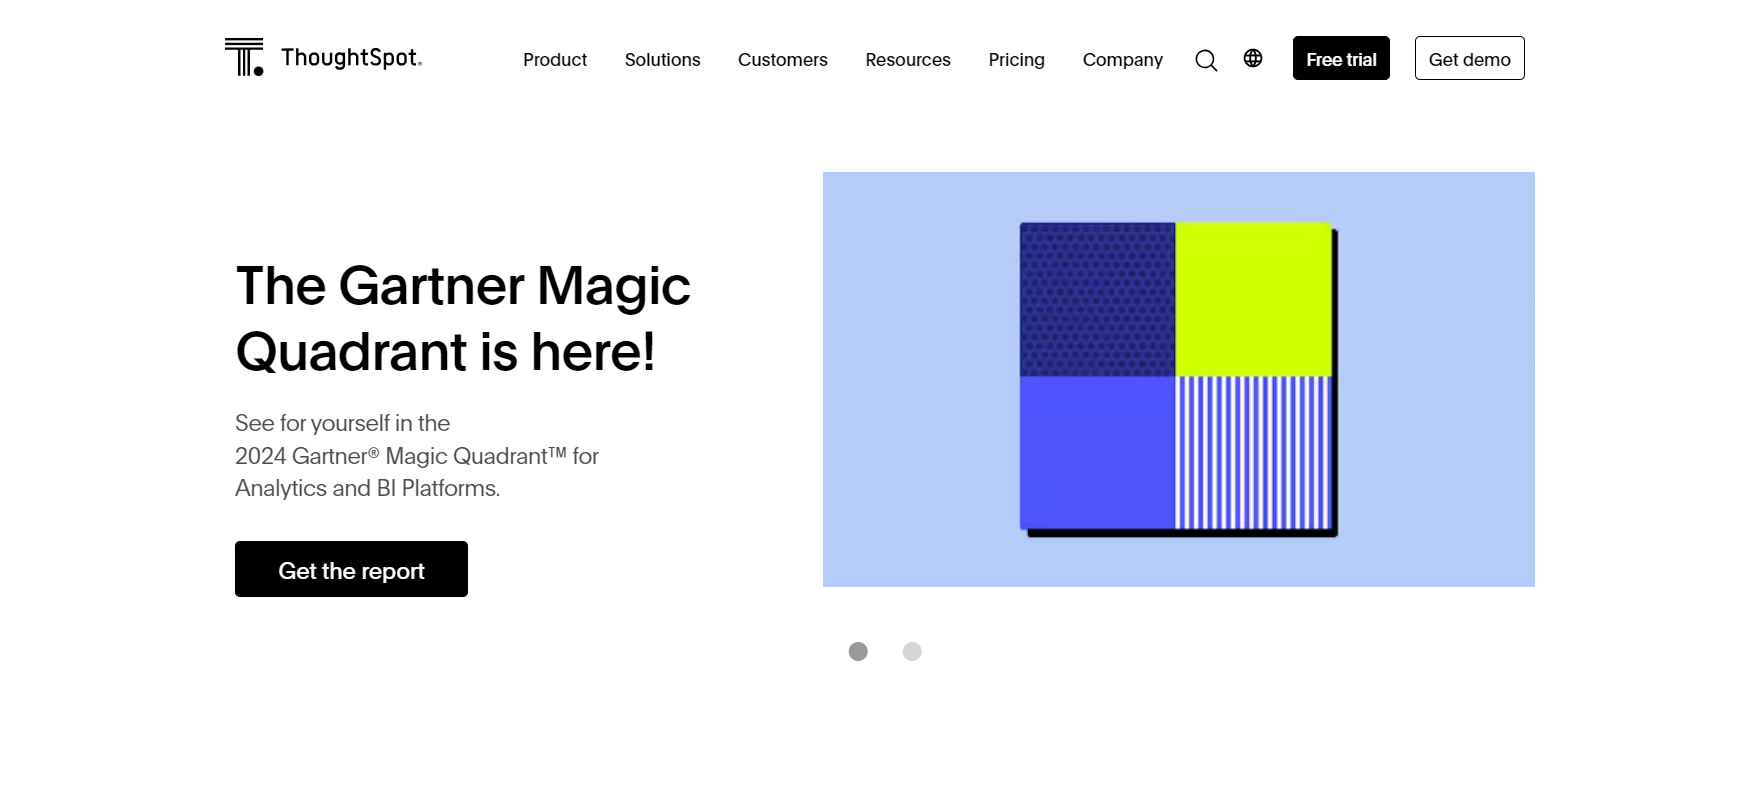 ThoughtSpot®
Product
Solutions
Customers
Resources
Pricing
Company
Free trial
Get demo
The Gartner Magic
Quadrant is here!
See for yourself in the
2024 Gartner® Magic Quadrant™ for
Analytics and BI Platforms.
Get the report